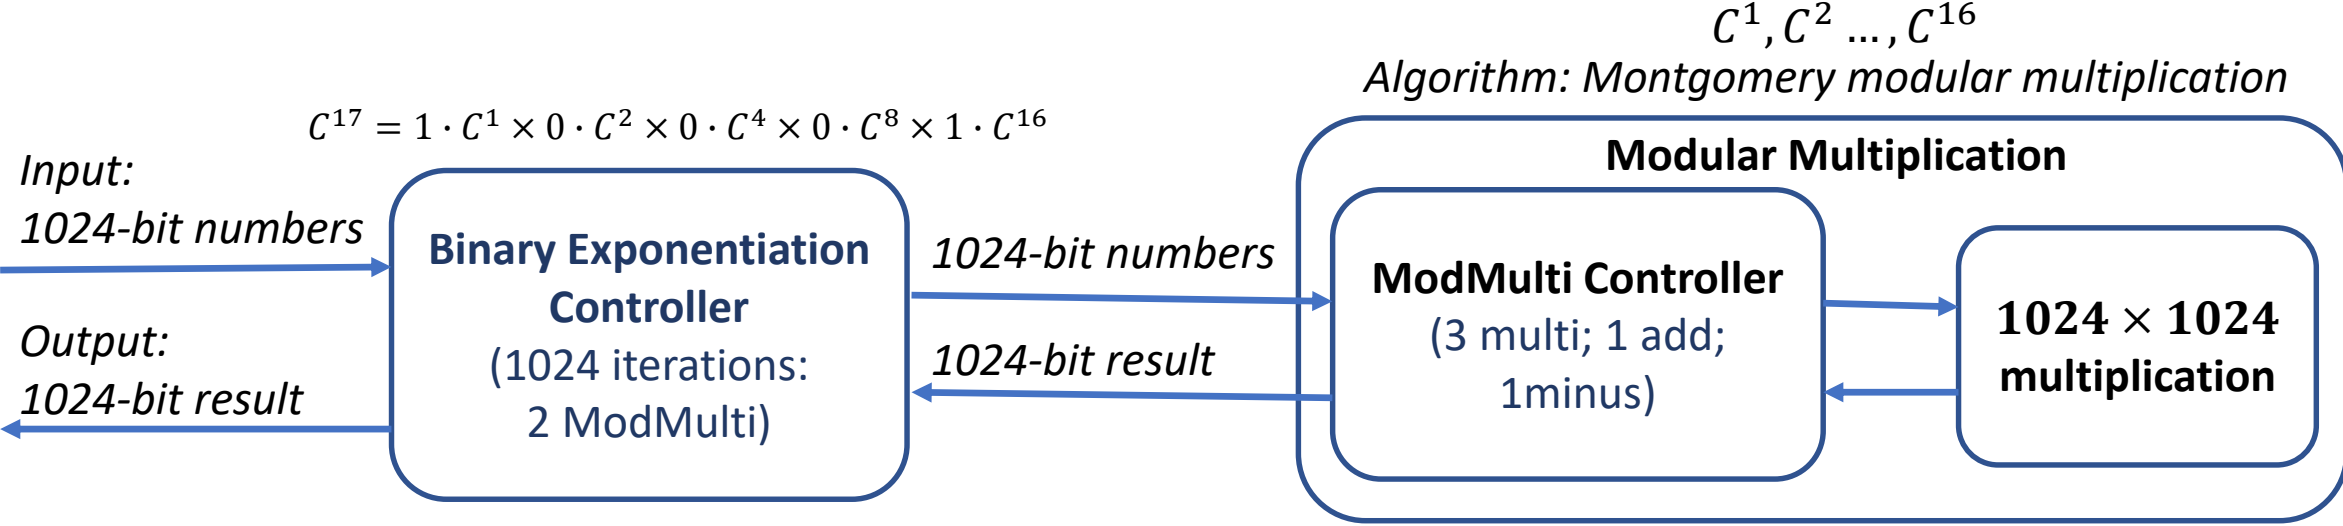 C¹, C² ..., C¹⁶
Algorithm: Montgomery modular multiplication
C¹⁷ = 1 · C¹ × 0 · C² × 0 · C⁴ × 0 · C⁸ × 1 · C¹⁶
Input:
1024-bit numbers
Output:
1024-bit result
Binary Exponentiation
Controller
(1024 iterations:
2 ModMulti)
1024-bit numbers
1024-bit result
Modular Multiplication
ModMulti Controller
(3 multi; 1 add;
1minus)
1024 × 1024
multiplication